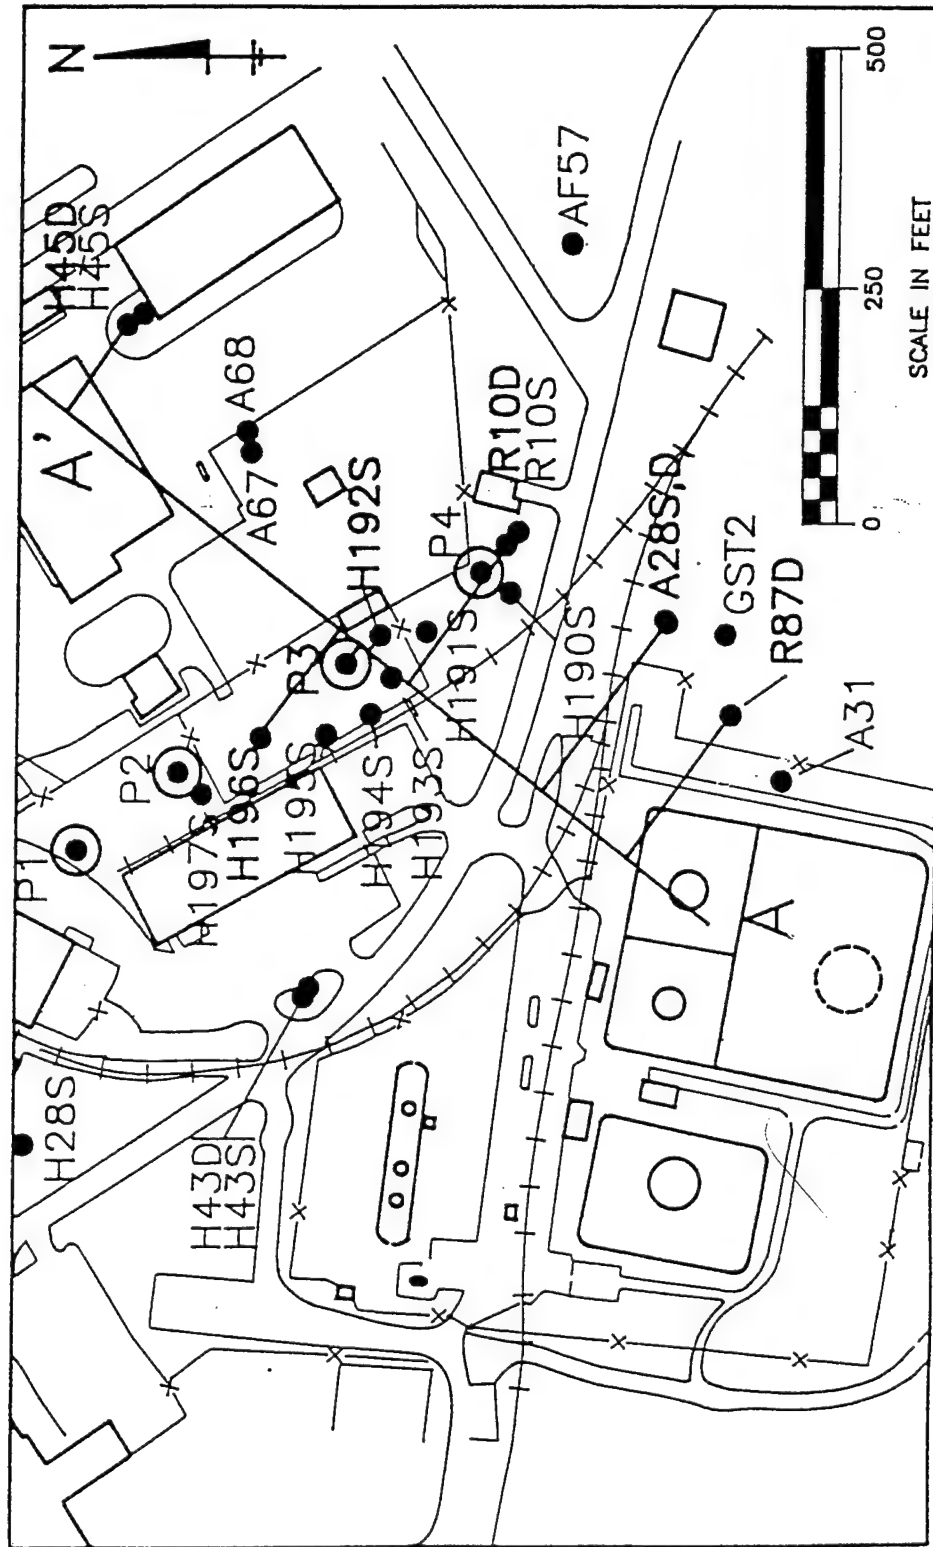 N
H45D
H45S
A'
A68
A67
AF57
H192S
R10D
R10S
P4
P3
P2
P1
H191S
H190S
A28S,D
GST2
R87D
A31
H197S
H196S
H195S
H194S
H193S
H28S
H43D
H43S
A
0
250
500
SCALE IN FEET